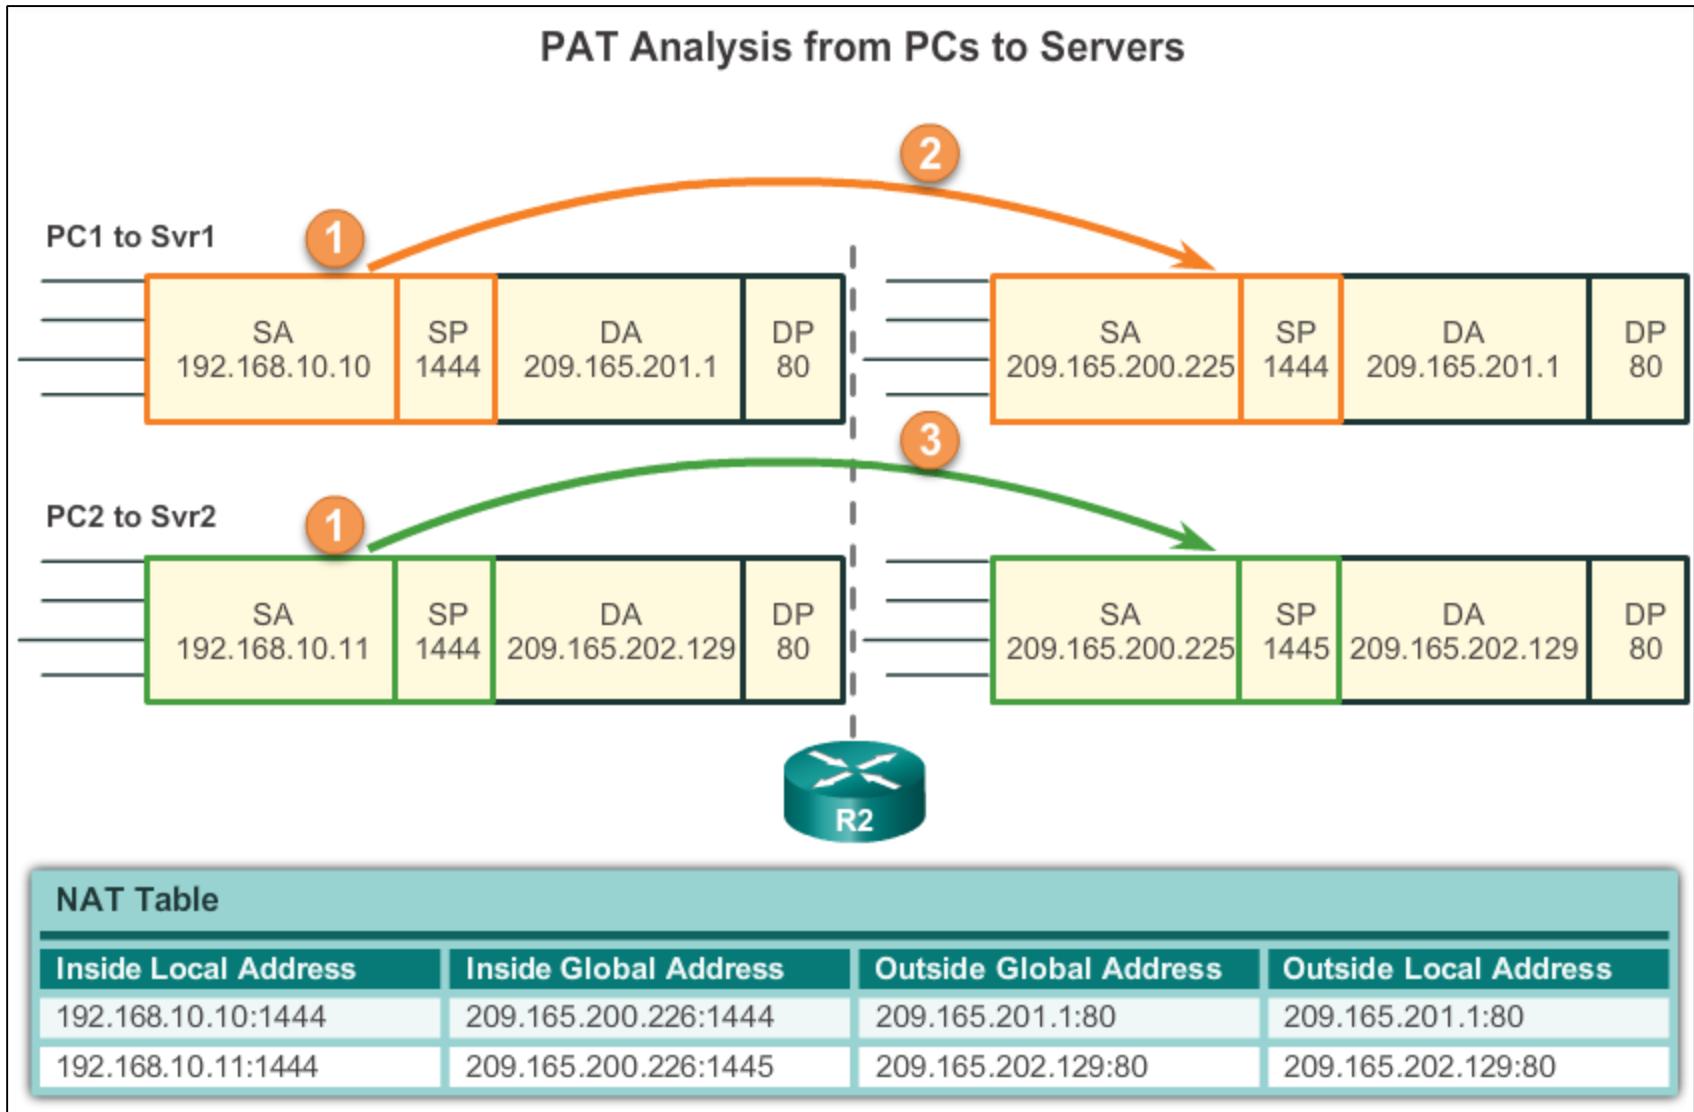 PAT Analysis from PCs to Servers
2
PC1 to Svr1
1
SA SP DA DP
192.168.10.10 1444 209.165.201.1 80
SA SP DA DP
209.165.200.225 1444 209.165.201.1 80
3
PC2 to Svr2
1
SA SP DA DP
192.168.10.11 1444 209.165.202.129 80
SA SP DA DP
209.165.200.225 1445 209.165.202.129 80
R2
NAT Table
Inside Local Address Inside Global Address Outside Global Address Outside Local Address
192.168.10.10:1444 209.165.200.226:1444 209.165.201.1:80 209.165.201.1:80
192.168.10.11:1444 209.165.200.226:1445 209.165.202.129:80 209.165.202.129:80